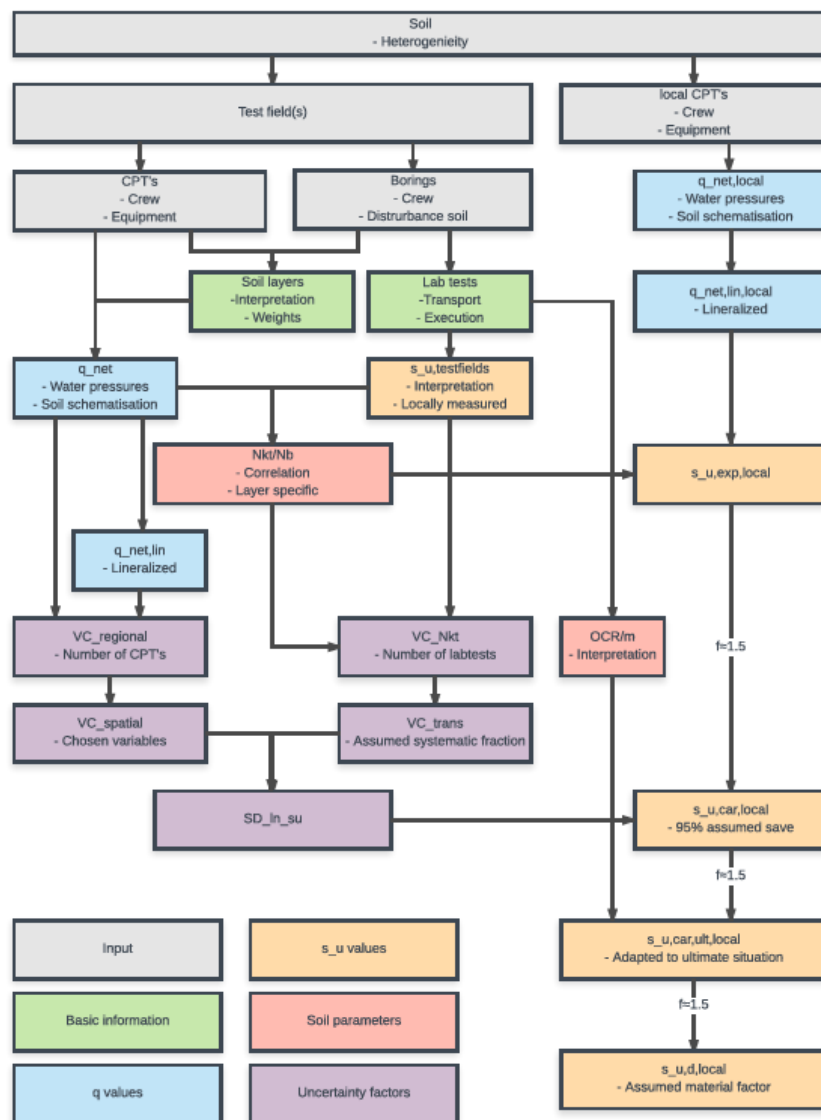 Soil
- Heterogenieity
Test field(s)
local CPT's
- Crew
- Equipment
CPT's
- Crew
- Equipment
Borings
- Crew
- Distrurbance soil
q_net,local
- Water pressures
- Soil schematisation
Soil layers
-Interpretation
- Weights
Lab tests
-Transport
- Execution
q_net,lin,local
- Lineralized
q_net
- Water pressures
- Soil schematisation
s_u,testfields
- Interpretation
- Locally measured
Nkt/Nb
- Correlation
- Layer specific
s_u,exp,local
q_net,lin
- Lineralized
VC_regional
- Number of CPT's
VC_Nkt
- Number of labtests
OCR/m
- Interpretation
f=1.5
VC_spatial
- Chosen variables
VC_trans
- Assumed systematic fraction
SD_ln_su
s_u,car,local
- 95% assumed save
f=1.5
s_u,car,ult,local
- Adapted to ultimate situation
f=1.5
s_u,d,local
- Assumed material factor
Input
s_u values
Basic information
Soil parameters
q values
Uncertainty factors